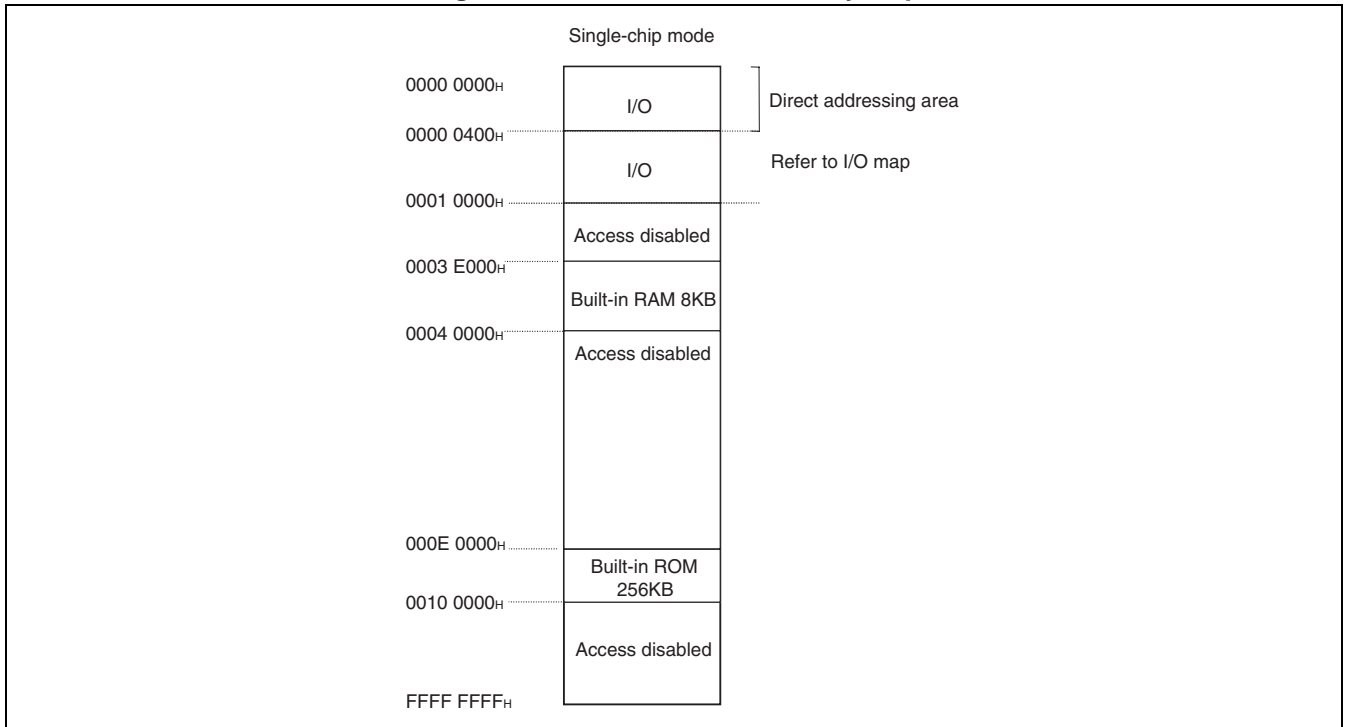 Single-chip mode
0000 0000H
I/O
Direct addressing area
0000 0400H
I/O
Refer to I/O map
0001 0000H
Access disabled
0003 E000H
Built-in RAM 8KB
0004 0000H
Access disabled
000E 0000H
Built-in ROM
256KB
0010 0000H
Access disabled
FFFF FFFFH